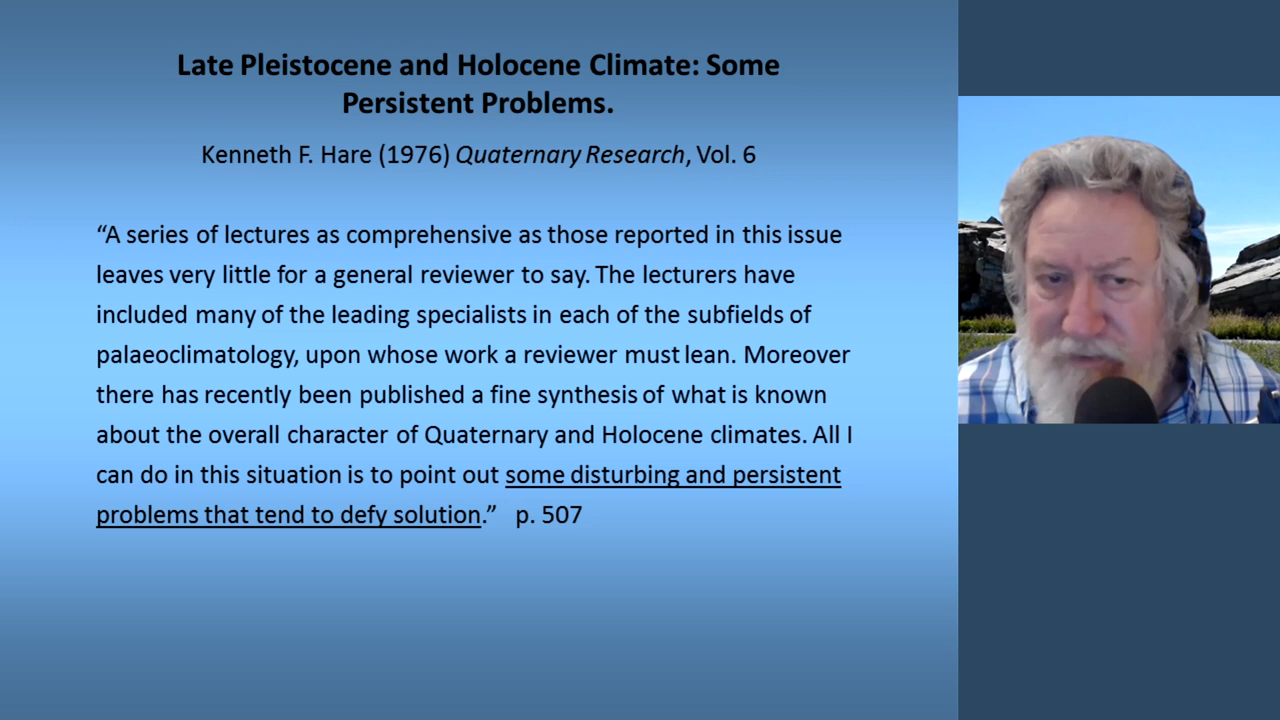 Late Pleistocene and Holocene Climate: Some
Persistent Problems.
Kenneth F. Hare (1976) Quaternary Research, Vol. 6
“A series of lectures as comprehensive as those reported in this issue
leaves very little for a general reviewer to say. The lecturers have
included many of the leading specialists in each of the subfields of
palaeoclimatology, upon whose work a reviewer must lean. Moreover
there has recently been published a fine synthesis of what is known
about the overall character of Quaternary and Holocene climates. All I
can do in this situation is to point out some disturbing and persistent
problems that tend to defy solution.” p. 507